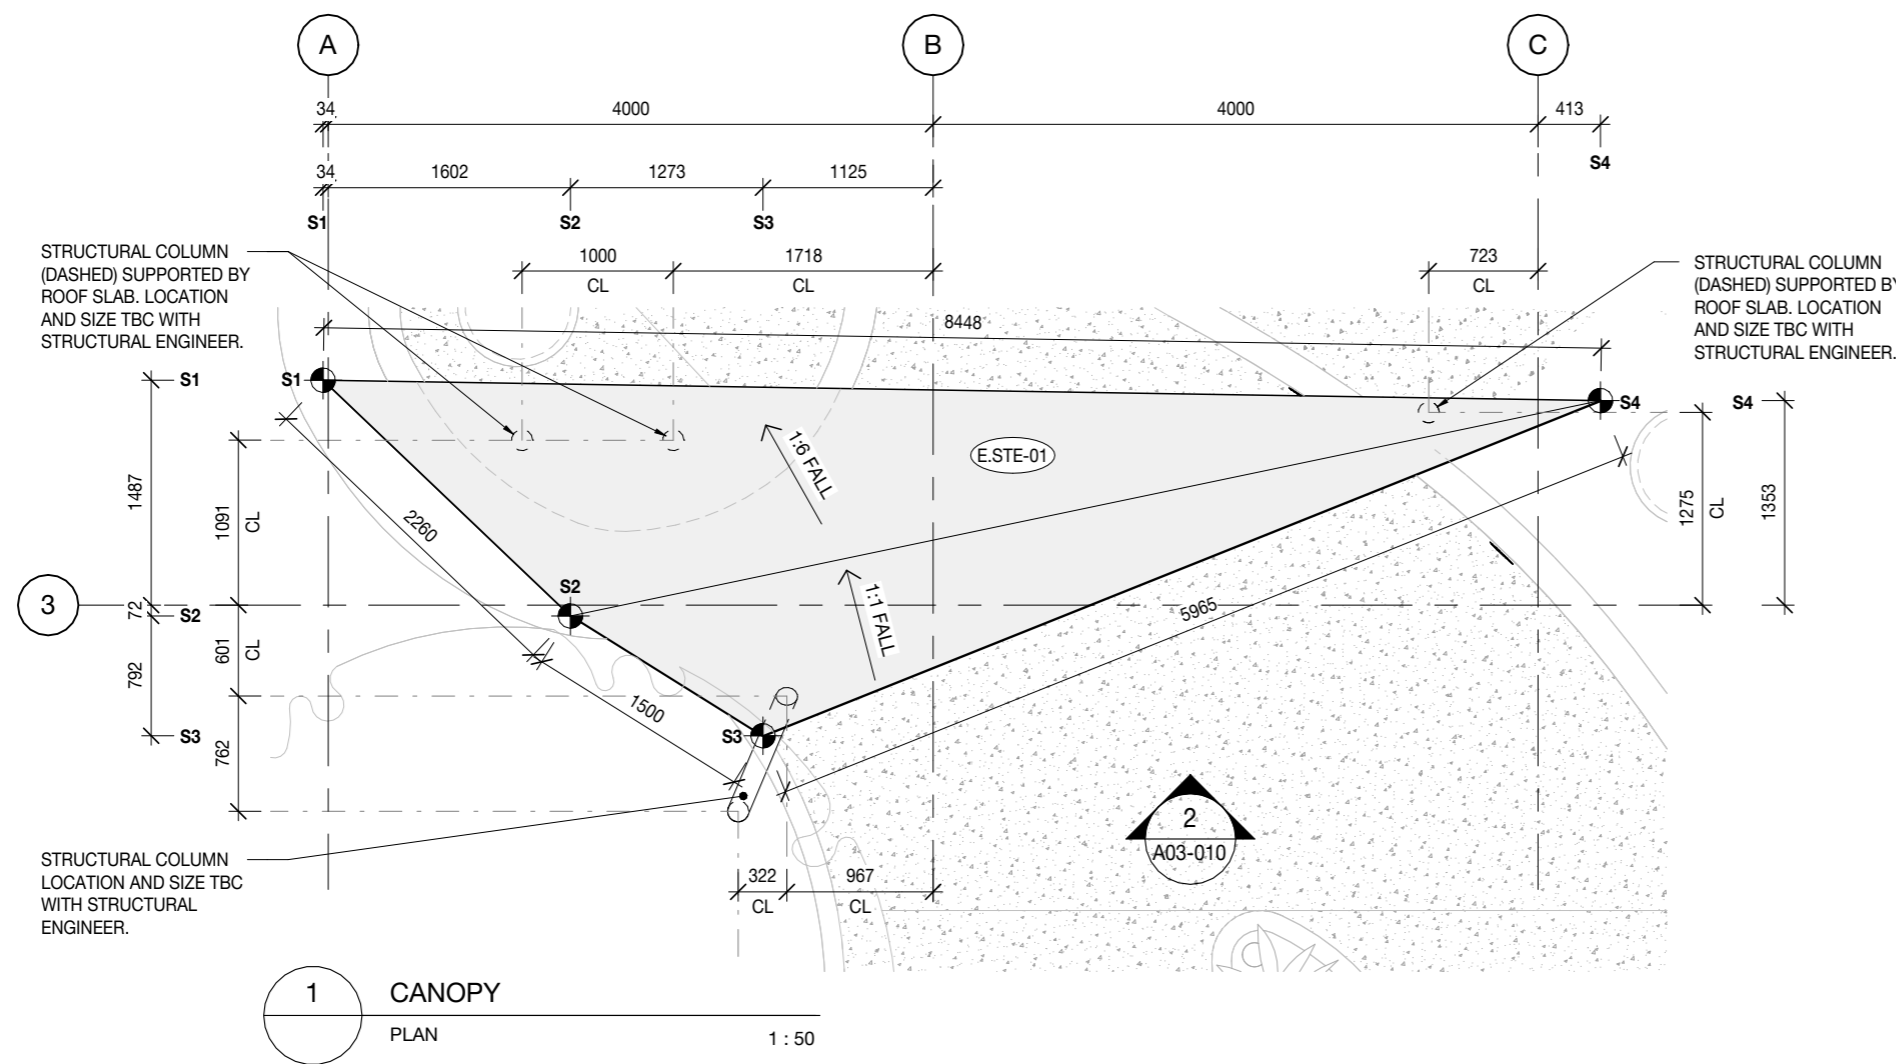 A
B
C
34
4000
4000
413
S4
34
1602
1273
1125
S1
S2
S3
STRUCTURAL COLUMN
(DASHED) SUPPORTED BY
ROOF SLAB. LOCATION
AND SIZE TBC WITH
STRUCTURAL ENGINEER.
1000
CL
1718
CL
723
CL
STRUCTURAL COLUMN
(DASHED) SUPPORTED BY
ROOF SLAB. LOCATION
AND SIZE TBC WITH
STRUCTURAL ENGINEER.
8448
S1
S1
S4
S4
E.STE-01
1:6 FALL
1487
1091
CL
2260
1275
CL
1353
S2
3
72
S2
1:1 FALL
5965
601
CL
792
1500
S3
S3
762
2
A03-010
STRUCTURAL COLUMN
LOCATION AND SIZE TBC
WITH STRUCTURAL
ENGINEER.
322
CL
967
CL
1
CANOPY
PLAN
1 : 50